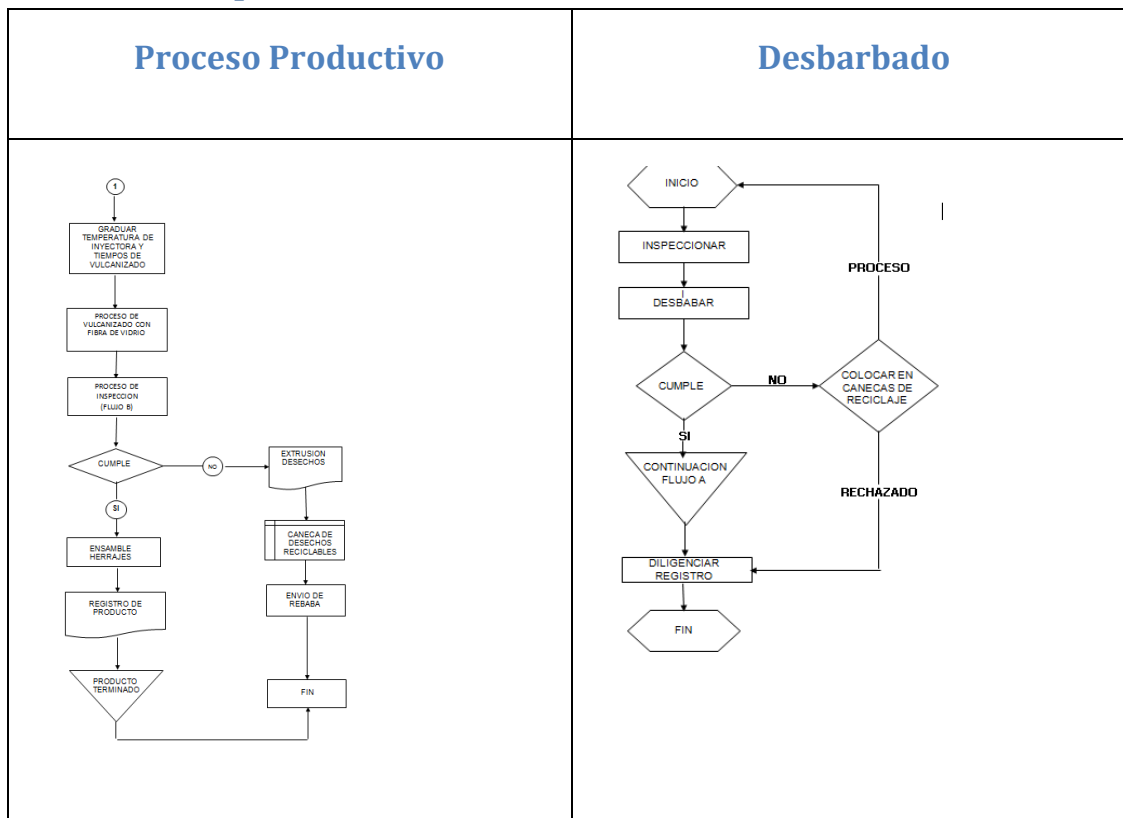 Proceso Productivo
1
GRADUAR
TEMPERATURA DE
INYECTORA Y
TIEMPOS DE
VULCANIZADO
PROCESO DE
VULCANIZADO CON
FIBRA DE VIDRIO
PROCESO DE
INSPECCION
(FLUJO B)
CUMPLE
NO
EXTRUSION
DESECHOS
SI
CANECA DE
DESECHOS
RECICLABLES
ENSAMBLE
HERRAJES
ENVIO DE
REBABA
REGISTRO DE
PRODUCTO
PRODUCTO
TERMINADO
FIN
Desbarbado
INICIO
INSPECCIONAR
PROCESO
DESBABAR
CUMPLE
NO
COLOCAR EN
CANECAS DE
RECICLAJE
SI
CONTINUACION
FLUJO A
RECHAZADO
DILIGENCIAR
REGISTRO
FIN